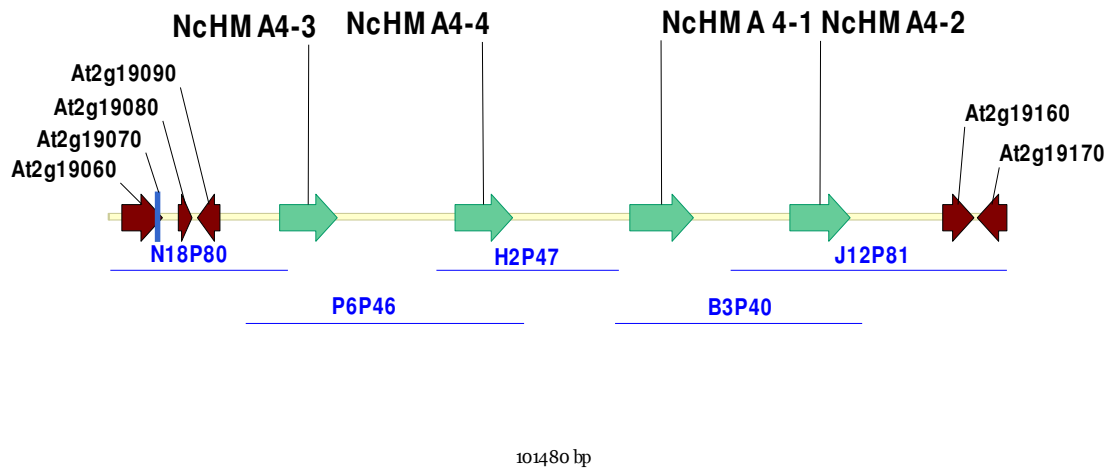 NcHMA4-3 NcHMA4-4 NcHMA 4-1 NcHMA4-2
At2g19090
At2g19080
At2g19070
At2g19060
At2g19160
At2g19170
N18P80 H2P47 J12P81
P6P46 B3P40
101480 bp